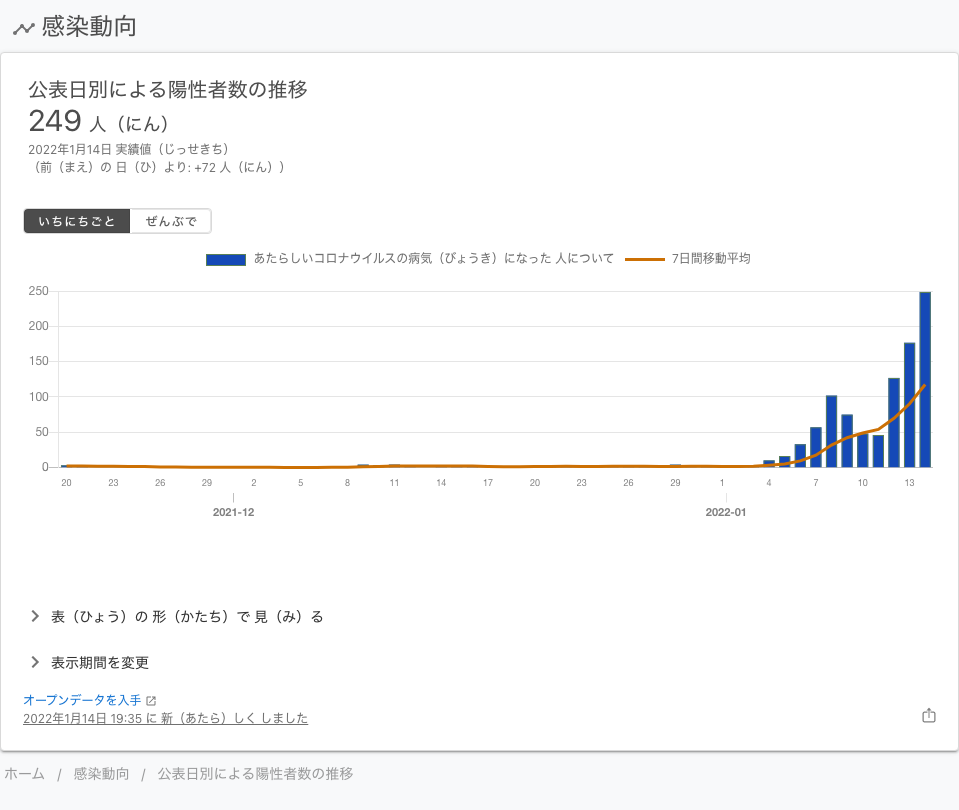 感染動向
公表日別による陽性者数の推移
249 人（にん）
2022年1月14日 実績値（じっせきち）
（前（まえ）の 日（ひ）より: +72 人（にん））
いちにちごと ぜんぶで
あたらしいコロナウイルスの病気（びょうき）になった 人について 7日間移動平均
250
200
150
100
50
0
20 23 26 29 2 5 8 11 14 17 20 23 26 29 1 4 7 10 13
2021-12 2022-01
表（ひょう）の 形（かたち）で 見（み）る
表示期間を変更
オープンデータを入手
2022年1月14日 19:35 に 新（あたら）しく しました
ホーム / 感染動向 / 公表日別による陽性者数の推移